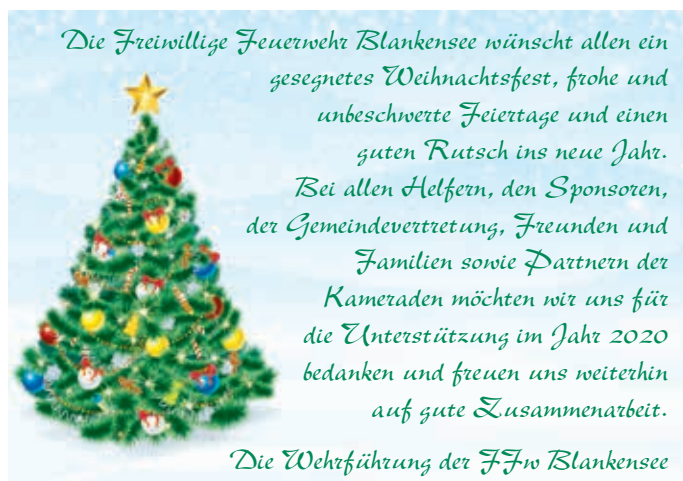 Die Freiwillige Feuerwehr Blankensee wünscht allen ein
gesegnetes Weihnachtsfest, frohe und
unbeschwerte Feiertage und einen
guten Rutsch ins neue Jahr.
Bei allen Helfern, den Sponsoren,
der Gemeindevertretung, Freunden und
Familien sowie Partnern der
Kameraden möchten wir uns für
die Unterstützung im Jahr 2020
bedanken und freuen uns weiterhin
auf gute Zusammenarbeit.
Die Wehrführung der FFw Blankensee